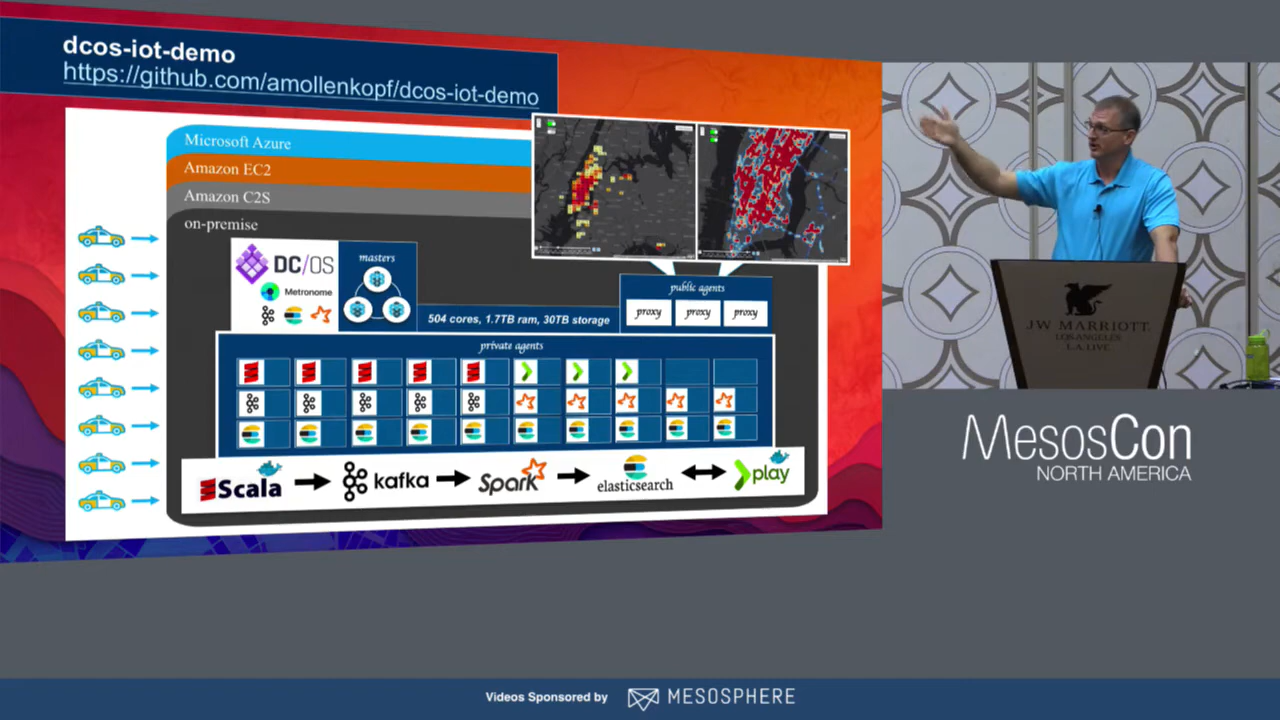 dcos-iot-demo
https://github.com/amollenkopf/dcos-iot-demo
Microsoft Azure
Amazon EC2
Amazon C2S
on-premise
DC/OS
Metronome
masters
504 cores, 1.7TB ram, 30TB storage
public agents
proxy proxy proxy
private agents
Scala
kafka
Spark
elasticsearch
play
JW MARRIOTT
LOS ANGELES
L.A. LIVE
MesosCon
NORTH AMERICA
Videos Sponsored by
MESOSPHERE